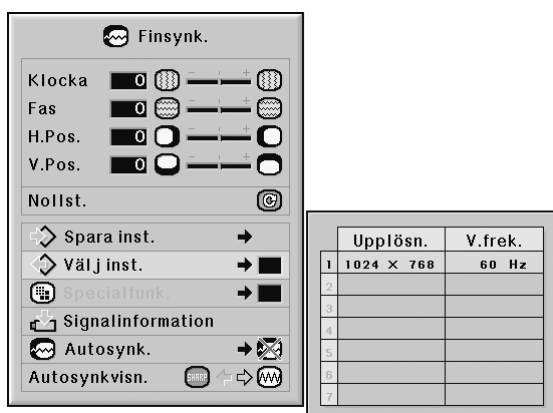 Finsynk.
Klocka 0 - +
Fas 0 - +
H.Pos. 0 - +
V.Pos. 0 - +
Nollst.
Spara inst.
Välj inst.
Specialfunk.
Signalinformation
Autosynk.
Autosynkvisn. SHARP
Upplösn. V.frek.
1 1024 × 768 60 Hz
2
3
4
5
6
7